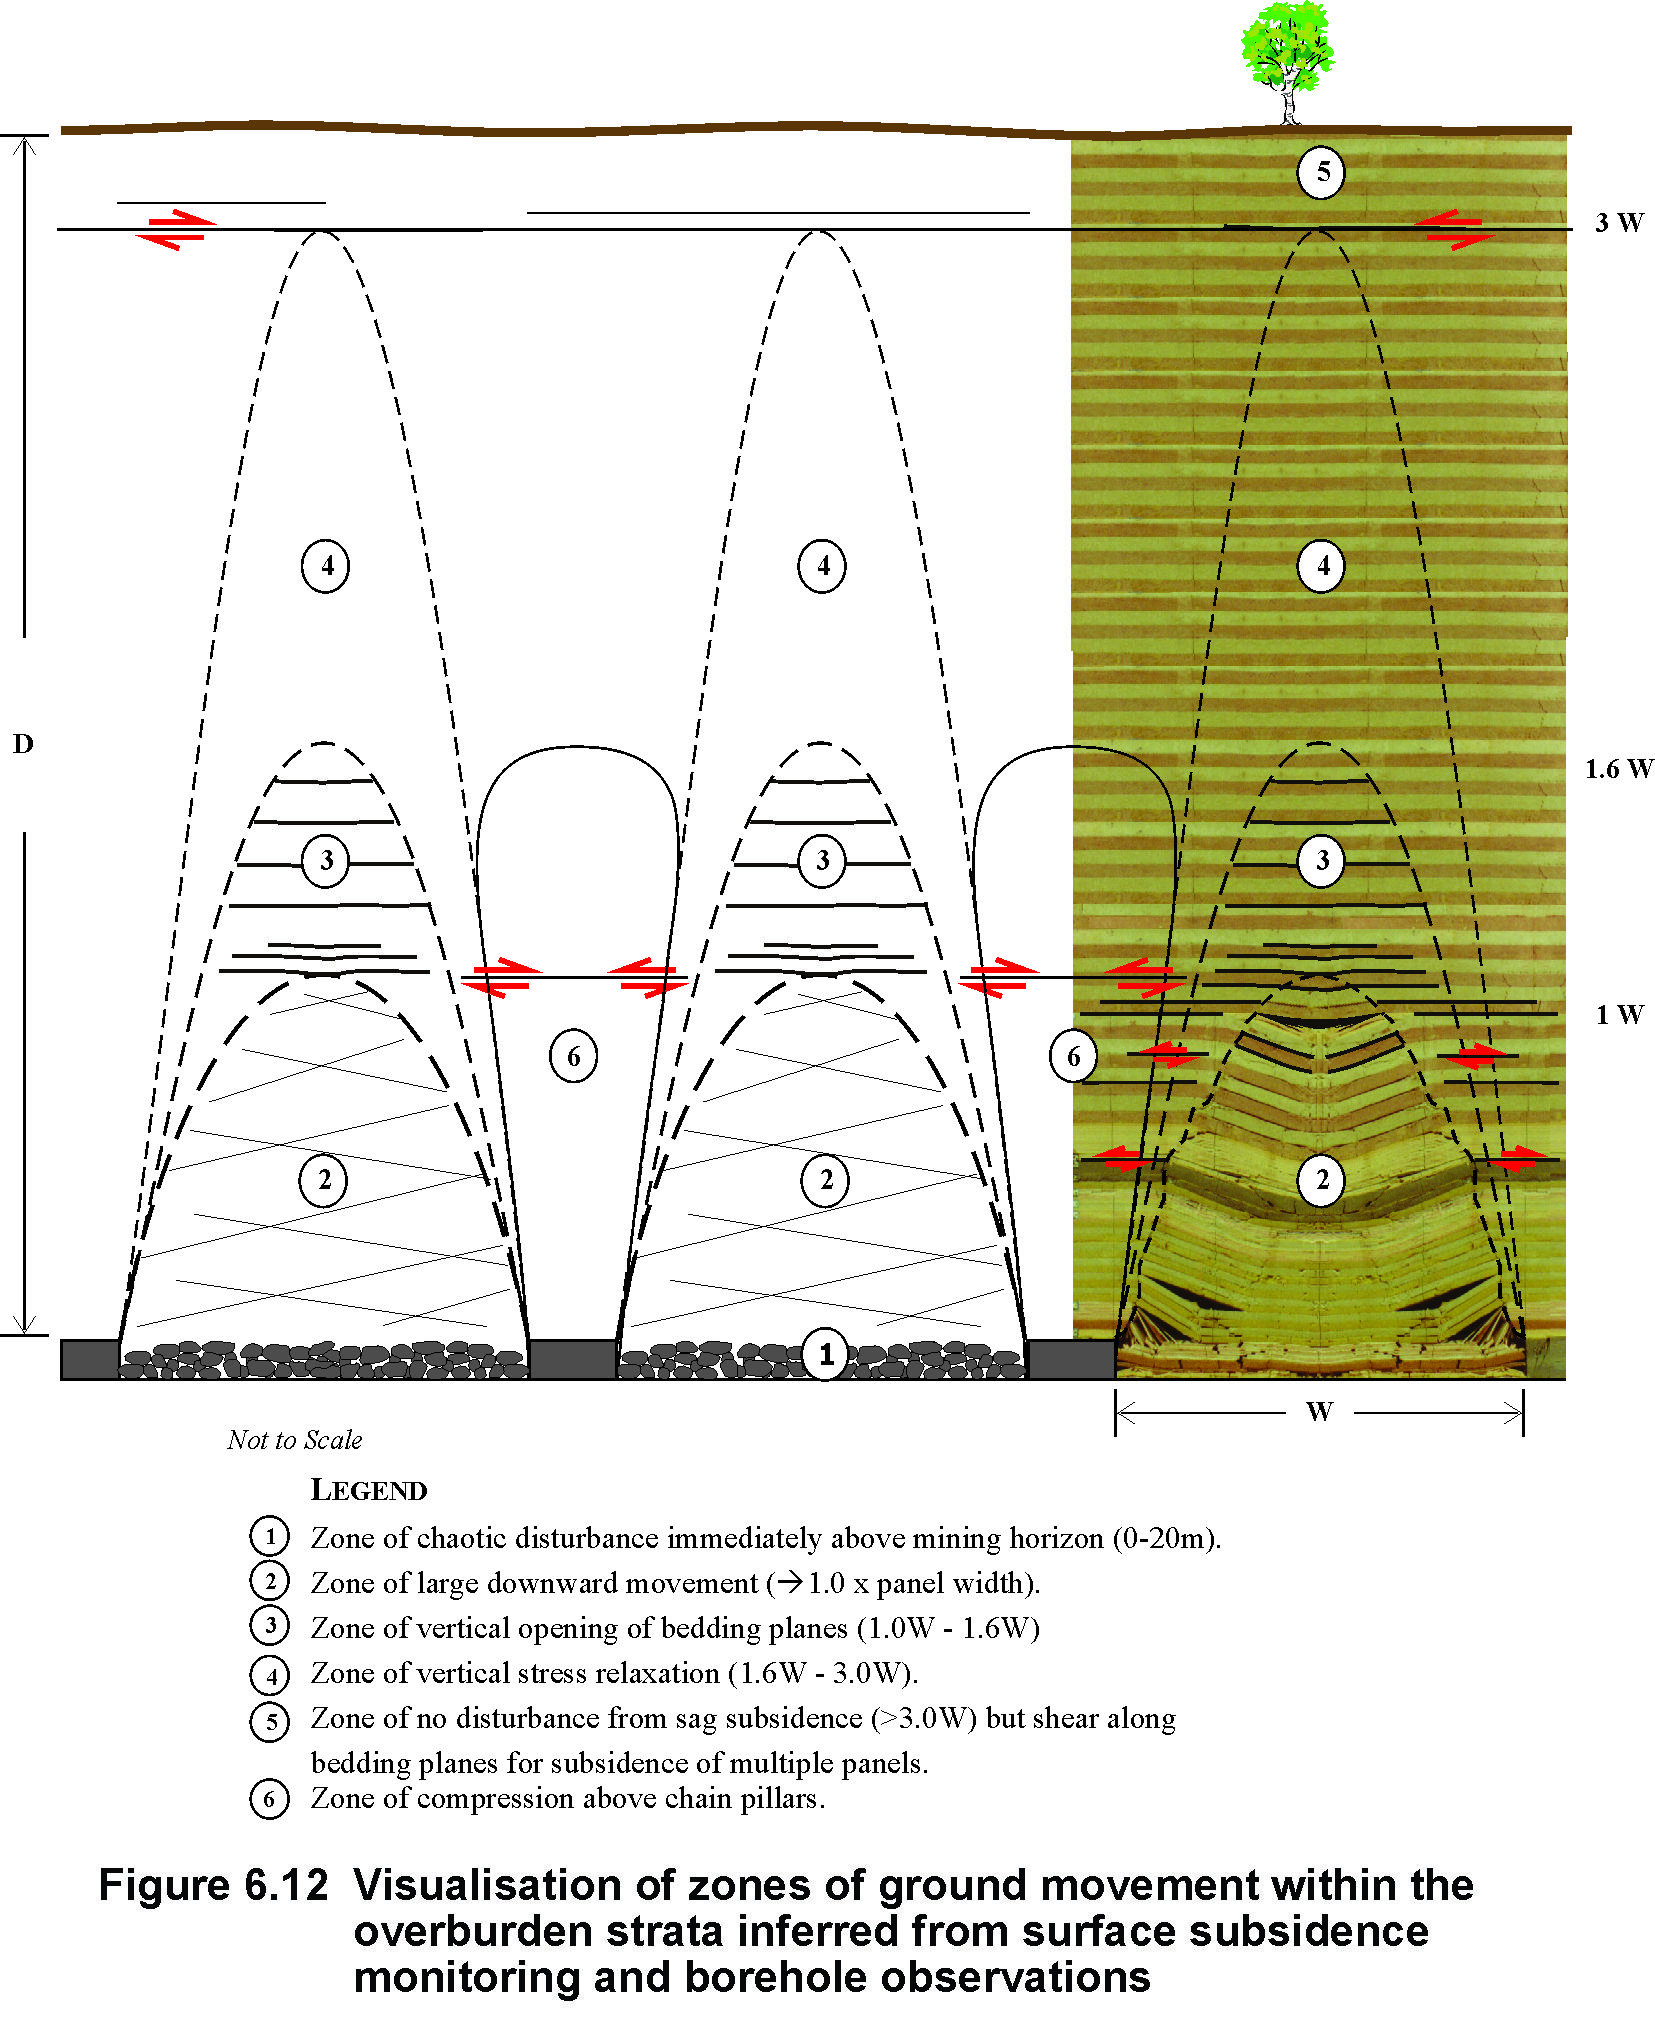 5
3 W
4
4
4
D
1.6 W
3
3
3
1 W
6
6
2
2
2
1
W
Not to Scale
LEGEND
1 Zone of chaotic disturbance immediately above mining horizon (0-20m).
2 Zone of large downward movement (→1.0 x panel width).
3 Zone of vertical opening of bedding planes (1.0W - 1.6W)
4 Zone of vertical stress relaxation (1.6W - 3.0W).
5 Zone of no disturbance from sag subsidence (>3.0W) but shear along
bedding planes for subsidence of multiple panels.
6 Zone of compression above chain pillars.
Figure 6.12 Visualisation of zones of ground movement within the
overburden strata inferred from surface subsidence
monitoring and borehole observations